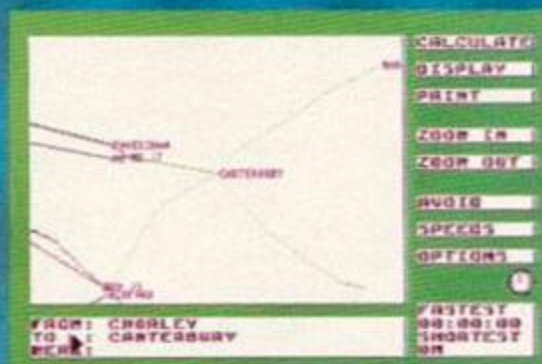 CALCULATE
DISPLAY
PRINT
ZOOM IN
ZOOM OUT
AVOID
SPEEDS
OPTIONS
CANTERBURY
FROM: CHORLEY
TO : CANTERBURY
HERE:
FASTEST
00:00:00
SHORTEST